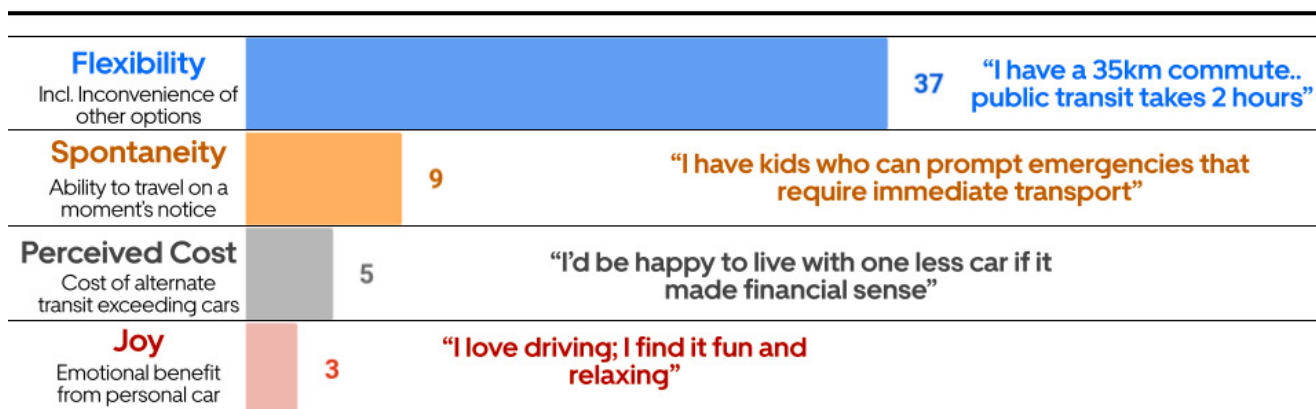 Flexibility
Incl. Inconvenience of
other options
37
“I have a 35km commute..
public transit takes 2 hours”
Spontaneity
Ability to travel on a
moment's notice
9
“I have kids who can prompt emergencies that
require immediate transport”
Perceived Cost
Cost of alternate
transit exceeding cars
5
“I’d be happy to live with one less car if it
made financial sense”
Joy
Emotional benefit
from personal car
3
“I love driving; I find it fun and
relaxing”